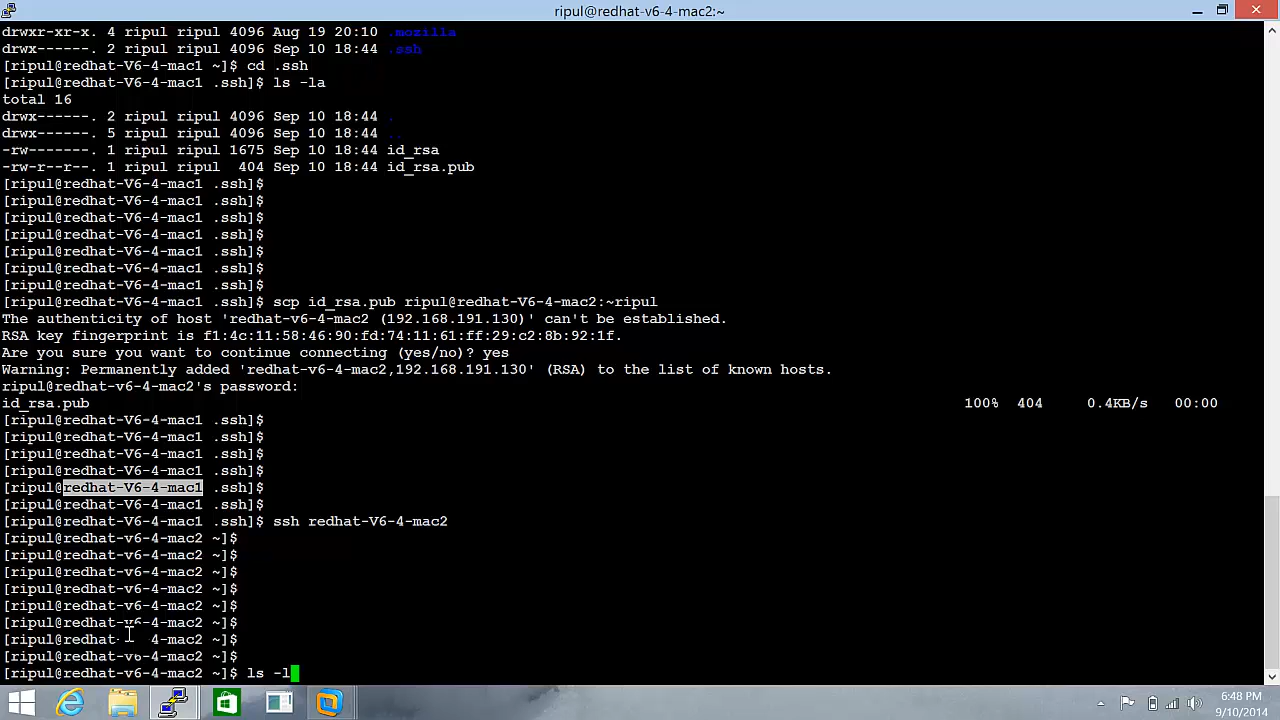 ripul@redhat-v6-4-mac2:~
drwxr-xr-x. 4 ripul ripul 4096 Aug 19 20:10 .mozilla
drwx------. 2 ripul ripul 4096 Sep 10 18:44 .ssh
[ripul@redhat-V6-4-mac1 ~]$ cd .ssh
[ripul@redhat-V6-4-mac1 .ssh]$ ls -la
total 16
drwx------. 2 ripul ripul 4096 Sep 10 18:44 .
drwx------. 5 ripul ripul 4096 Sep 10 18:44 ..
-rw-------. 1 ripul ripul 1675 Sep 10 18:44 id_rsa
-rw-r--r--. 1 ripul ripul  404 Sep 10 18:44 id_rsa.pub
[ripul@redhat-V6-4-mac1 .ssh]$
[ripul@redhat-V6-4-mac1 .ssh]$
[ripul@redhat-V6-4-mac1 .ssh]$
[ripul@redhat-V6-4-mac1 .ssh]$
[ripul@redhat-V6-4-mac1 .ssh]$
[ripul@redhat-V6-4-mac1 .ssh]$
[ripul@redhat-V6-4-mac1 .ssh]$
[ripul@redhat-V6-4-mac1 .ssh]$ scp id_rsa.pub ripul@redhat-V6-4-mac2:~ripul
The authenticity of host 'redhat-v6-4-mac2 (192.168.191.130)' can't be established.
RSA key fingerprint is f1:4c:11:58:46:90:fd:74:11:61:ff:29:c2:8b:92:1f.
Are you sure you want to continue connecting (yes/no)? yes
Warning: Permanently added 'redhat-v6-4-mac2,192.168.191.130' (RSA) to the list of known hosts.
ripul@redhat-v6-4-mac2's password:
id_rsa.pub 100% 404 0.4KB/s 00:00
[ripul@redhat-V6-4-mac1 .ssh]$
[ripul@redhat-V6-4-mac1 .ssh]$
[ripul@redhat-V6-4-mac1 .ssh]$
[ripul@redhat-V6-4-mac1 .ssh]$
[ripul@redhat-V6-4-mac1 .ssh]$
[ripul@redhat-V6-4-mac1 .ssh]$
[ripul@redhat-V6-4-mac1 .ssh]$ ssh redhat-V6-4-mac2
[ripul@redhat-v6-4-mac2 ~]$
[ripul@redhat-v6-4-mac2 ~]$
[ripul@redhat-v6-4-mac2 ~]$
[ripul@redhat-v6-4-mac2 ~]$
[ripul@redhat-v6-4-mac2 ~]$
[ripul@redhat-v6-4-mac2 ~]$
[ripul@redhat- 4-mac2 ~]$
[ripul@redhat-v6-4-mac2 ~]$
[ripul@redhat-v6-4-mac2 ~]$ ls -l
6:48 PM
9/10/2014